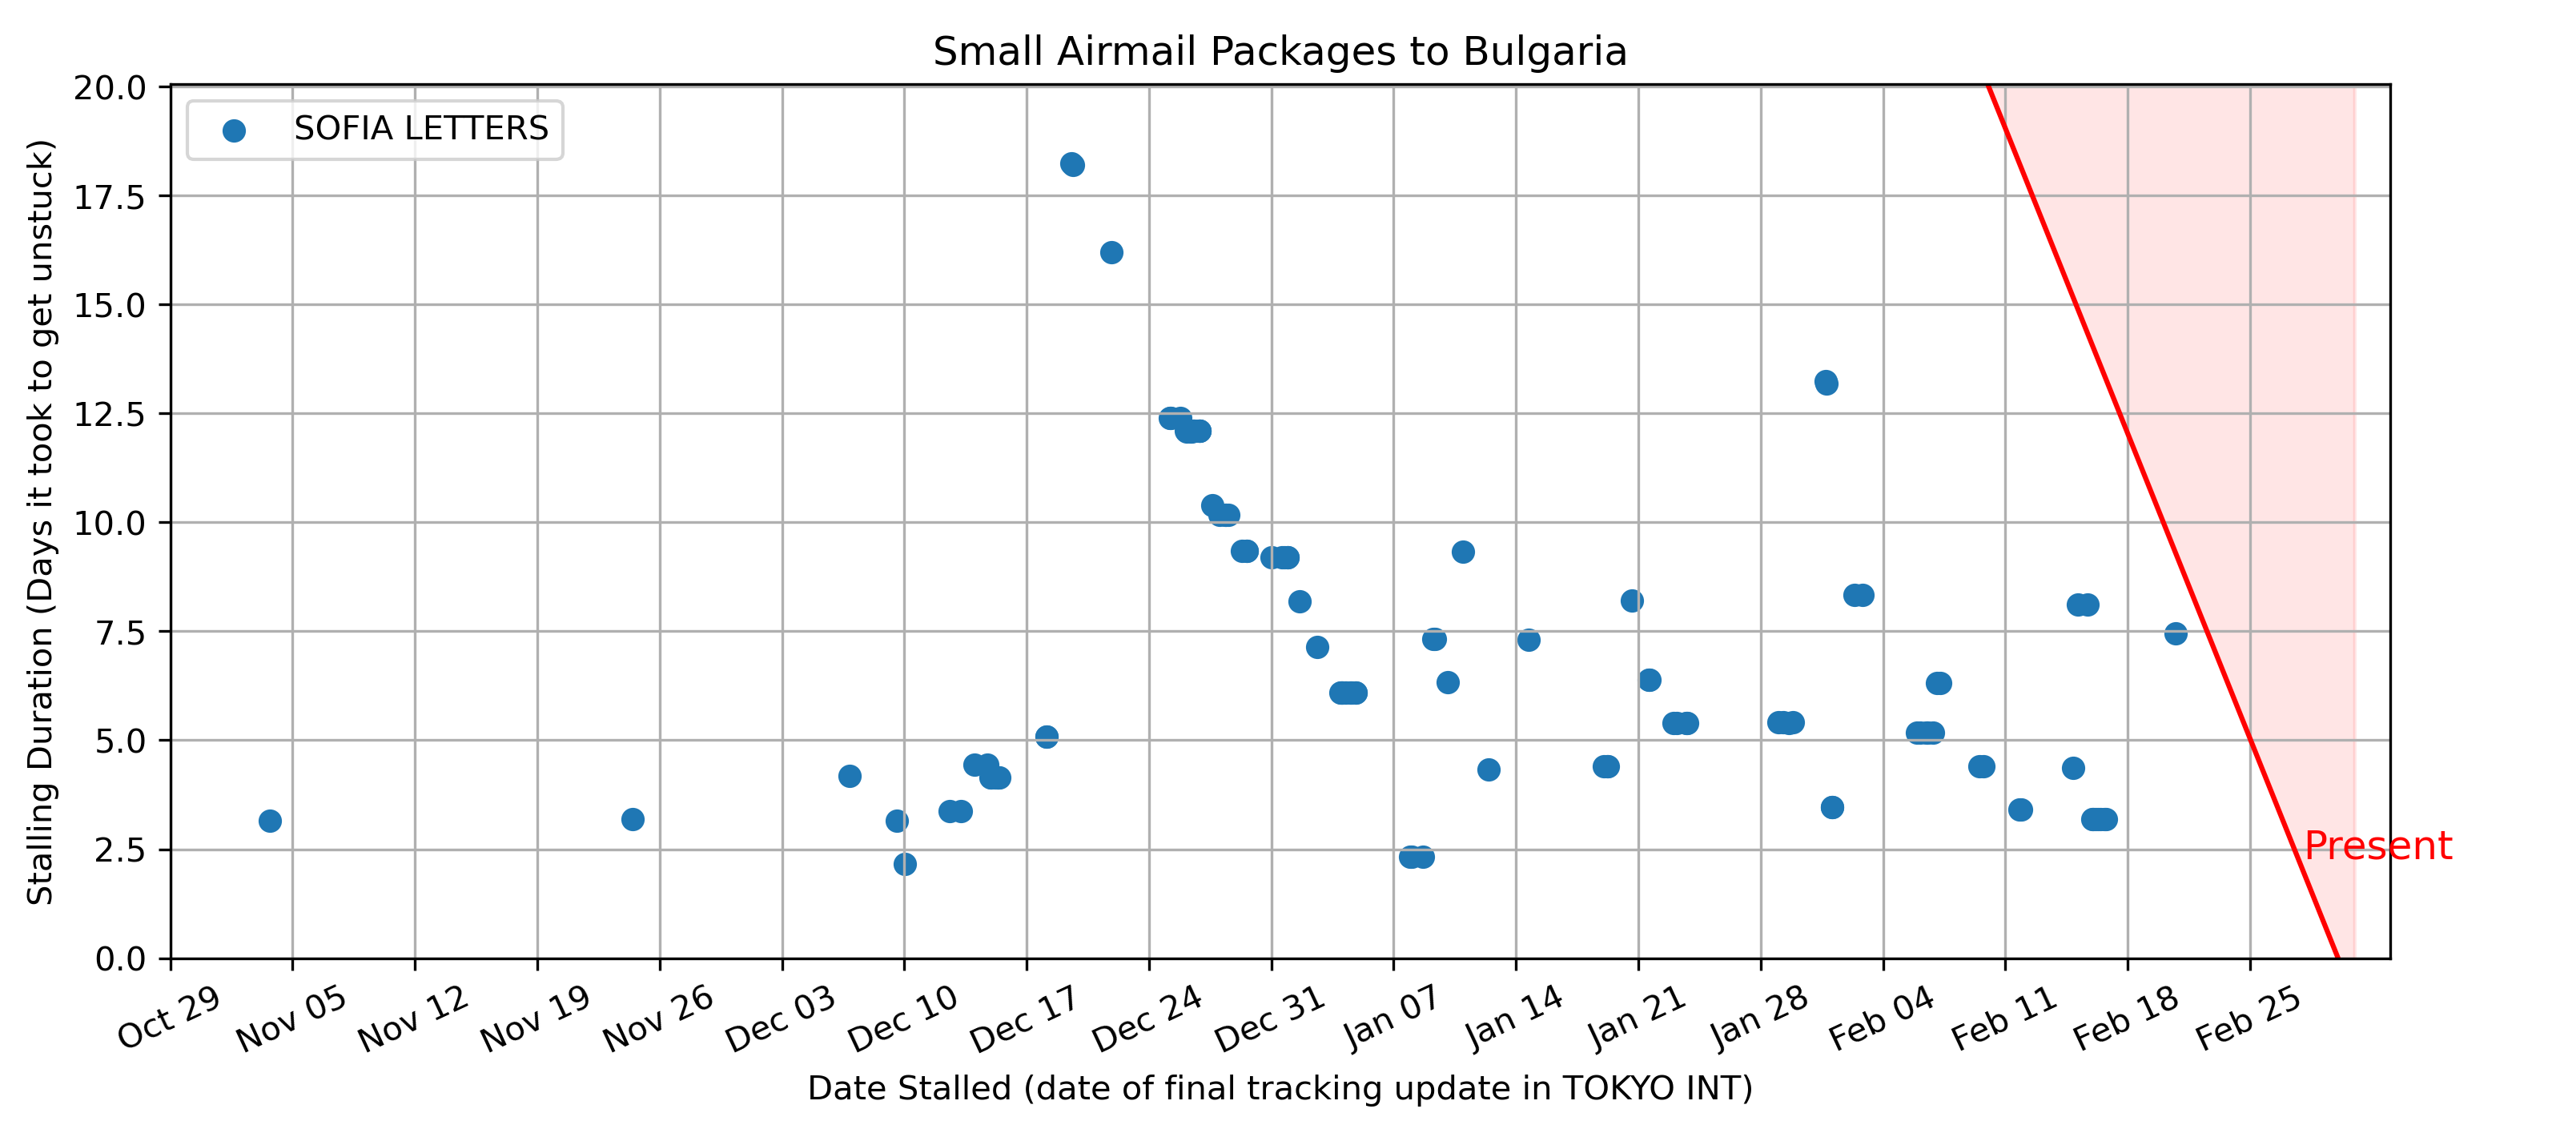 Small Airmail Packages to Bulgaria
SOFIA LETTERS
Stalling Duration (Days it took to get unstuck)
20.0
17.5
15.0
12.5
10.0
7.5
5.0
2.5
0.0
Present
Oct 29
Nov 05
Nov 12
Nov 19
Nov 26
Dec 03
Dec 10
Dec 17
Dec 24
Dec 31
Jan 07
Jan 14
Jan 21
Jan 28
Feb 04
Feb 11
Feb 18
Feb 25
Date Stalled (date of final tracking update in TOKYO INT)